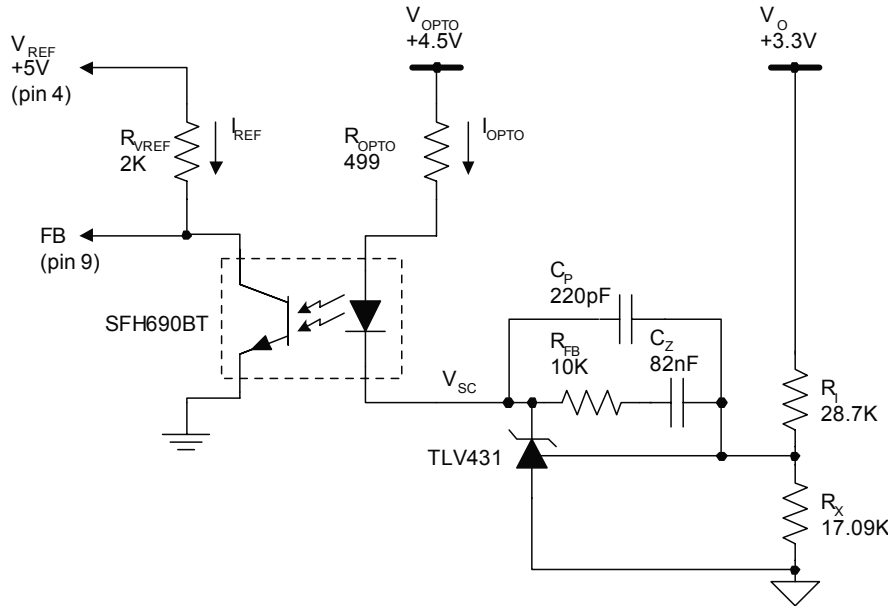 V_REF
+5V
(pin 4)
R_VREF
2K
I_REF
V_OPTO
+4.5V
R_OPTO
499
I_OPTO
V_O
+3.3V
FB
(pin 9)
SFH690BT
C_P
220pF
R_FB
10K
C_Z
82nF
V_SC
TLV431
R_I
28.7K
R_X
17.09K